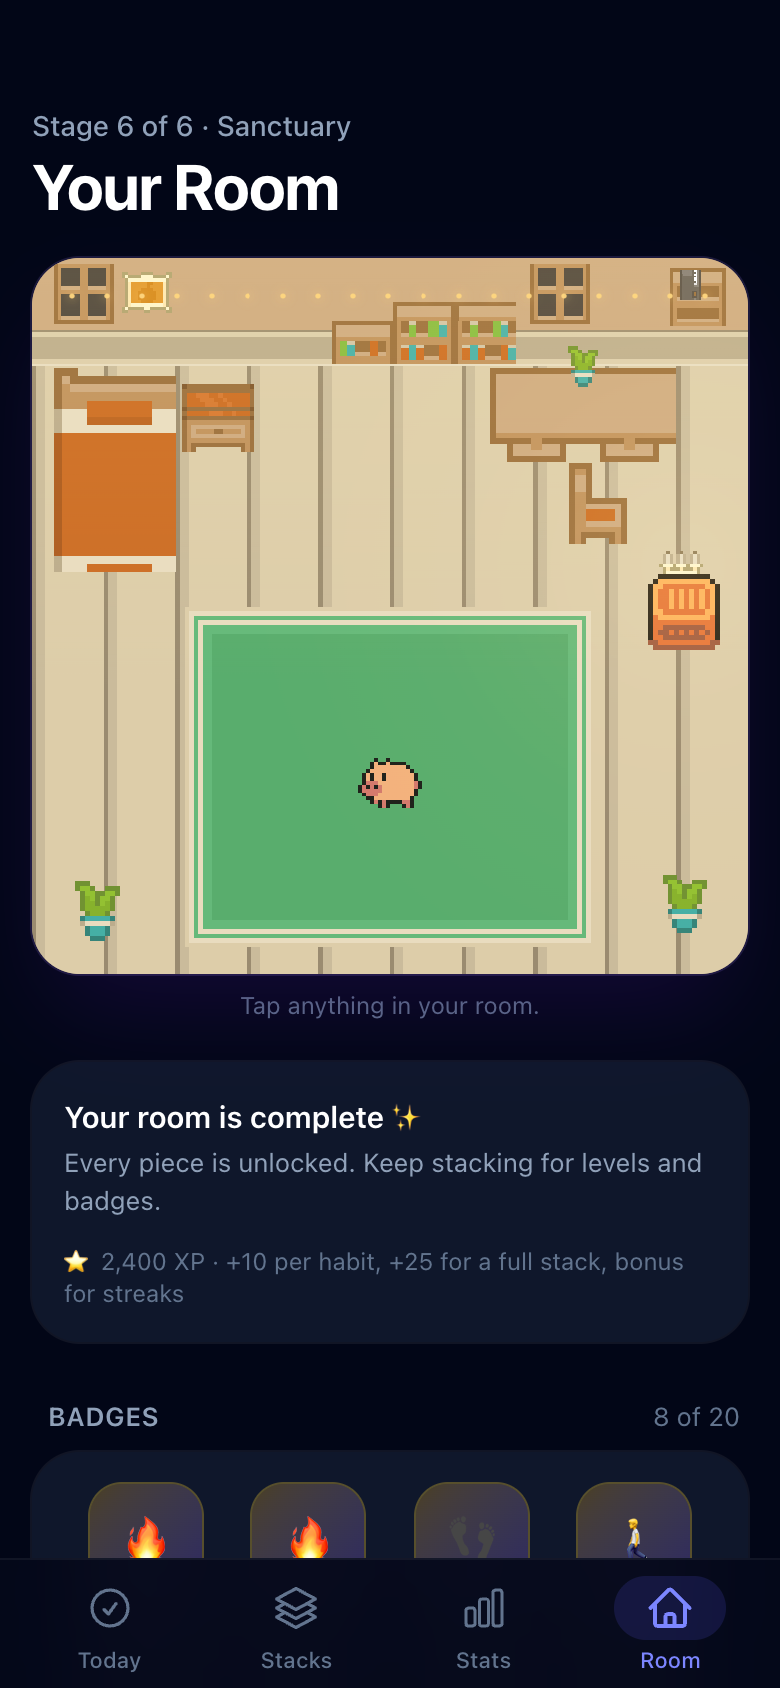 Stage 6 of 6 · Sanctuary
Your Room
Tap anything in your room.
Your room is complete ✨
Every piece is unlocked. Keep stacking for levels and
badges.
⭐ 2,400 XP · +10 per habit, +25 for a full stack, bonus
for streaks
BADGES
8 of 20
Today
Stacks
Stats
Room